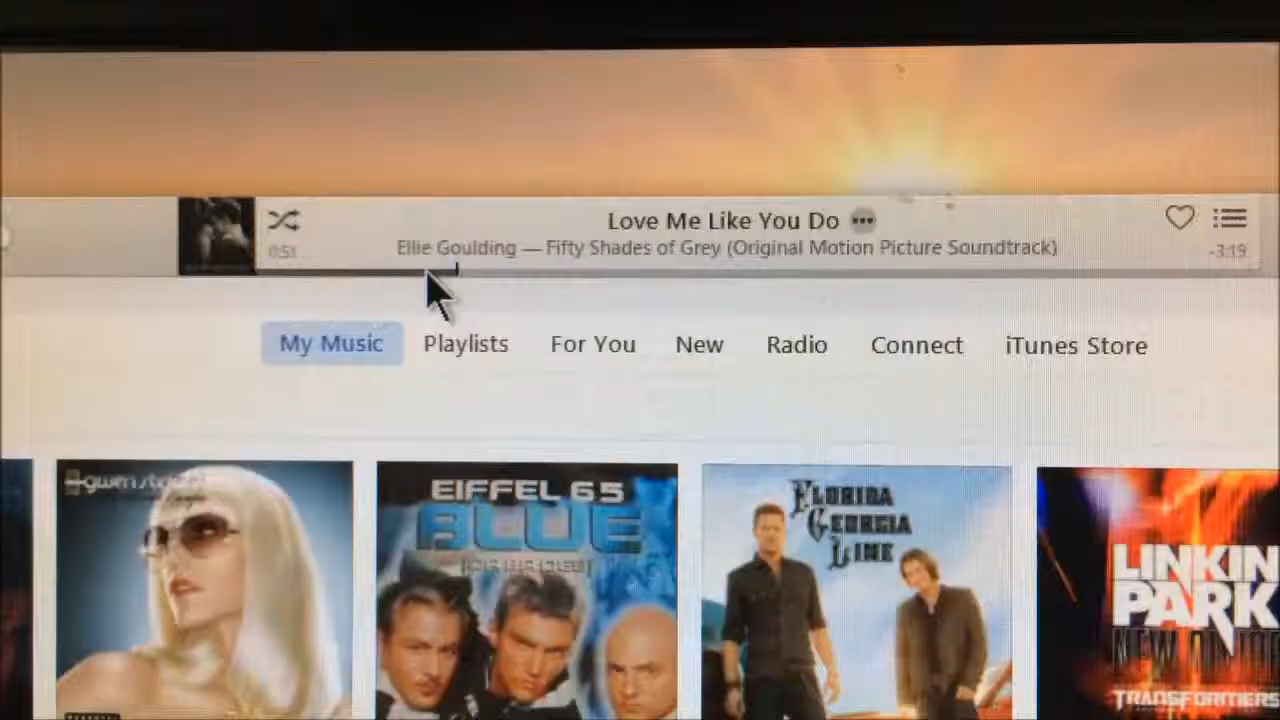 Love Me Like You Do
0:51
Ellie Goulding — Fifty Shades of Grey (Original Motion Picture Soundtrack)
-3:19
My Music
Playlists
For You
New
Radio
Connect
iTunes Store
gwen
EIFFEL 65
BLUE
FLORIDA
GEORGIA
LINE
LINKIN
PARK
NEW
TRANSFORMERS